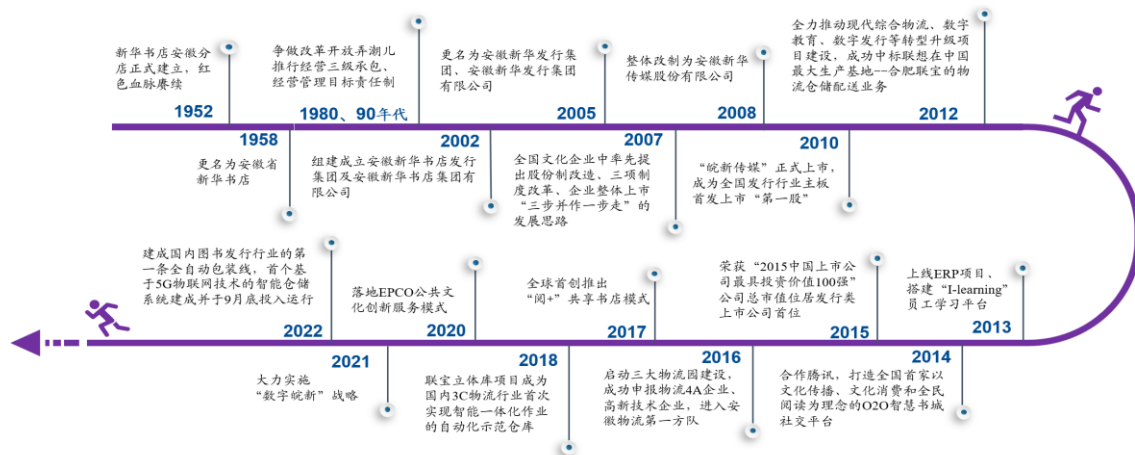 新华书店安徽分
店正式建立，红
色血脉赓续
1952
1958
更名为安徽省
新华书店
争做改革开放弄潮儿
推行经营三级承包、
经营管理目标责任制
1980、90年代
2002
组建成立安徽新华书店发行
集团及安徽新华书店集团有
限公司
更名为安徽新华发行集
团、安徽新华发行集团
有限公司
2005
2007
全国文化企业中率先提
出股份制改造、三项制
度改革、企业整体上市
“三步并作一步走”的
发展思路
整体改制为安徽新华
传媒股份有限公司
2008
2010
“皖新传媒”正式上市，
成为全国发行行业主板
首发上市“第一股”
全力推动现代综合物流、数字
教育、数字发行等转型升级项
目建设，成功中标联想在中国
最大生产基地--合肥联宝的物
流仓储配送业务
2012
上线ERP项目、
搭建“I-learning”
员工学习平台
2013
2014
合作腾讯，打造全国首家以
文化传播、文化消费和全民
阅读为理念的O2O智慧书城
社交平台
荣获“2015中国上市公
司最具投资价值100强”
公司总市值位居发行类
上市公司首位
2015
2016
启动三大物流园建设，
成功申报物流4A企业、
高新技术企业，进入安
徽物流第一方队
全球首创推出
“阅+”共享书店模式
2017
2018
联宝立体库项目成为
国内3C物流行业首次
实现智能一体化作业
的自动化示范仓库
落地EPCO公共文
化创新服务模式
2020
2021
大力实施
“数字皖新”战略
建成国内图书发行行业的第
一条全自动包装线，首个基
于5G物联网技术的智能仓储
系统建成并于9月底投入运行
2022